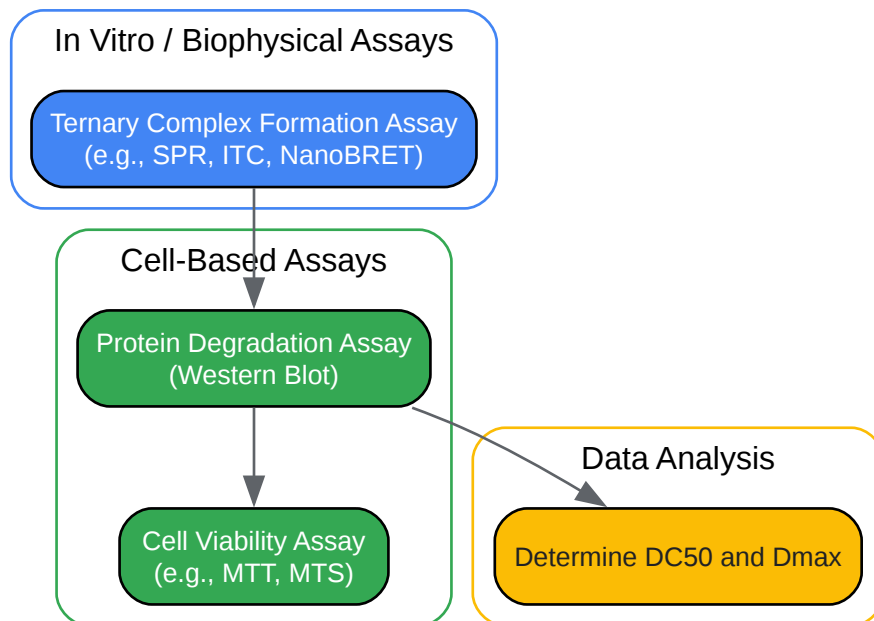 In Vitro / Biophysical Assays
Ternary Complex Formation Assay
(e.g., SPR, ITC, NanoBRET)
Cell-Based Assays
Protein Degradation Assay
(Western Blot)
Data Analysis
Cell Viability Assay
(e.g., MTT, MTS)
Determine DC50 and Dmax